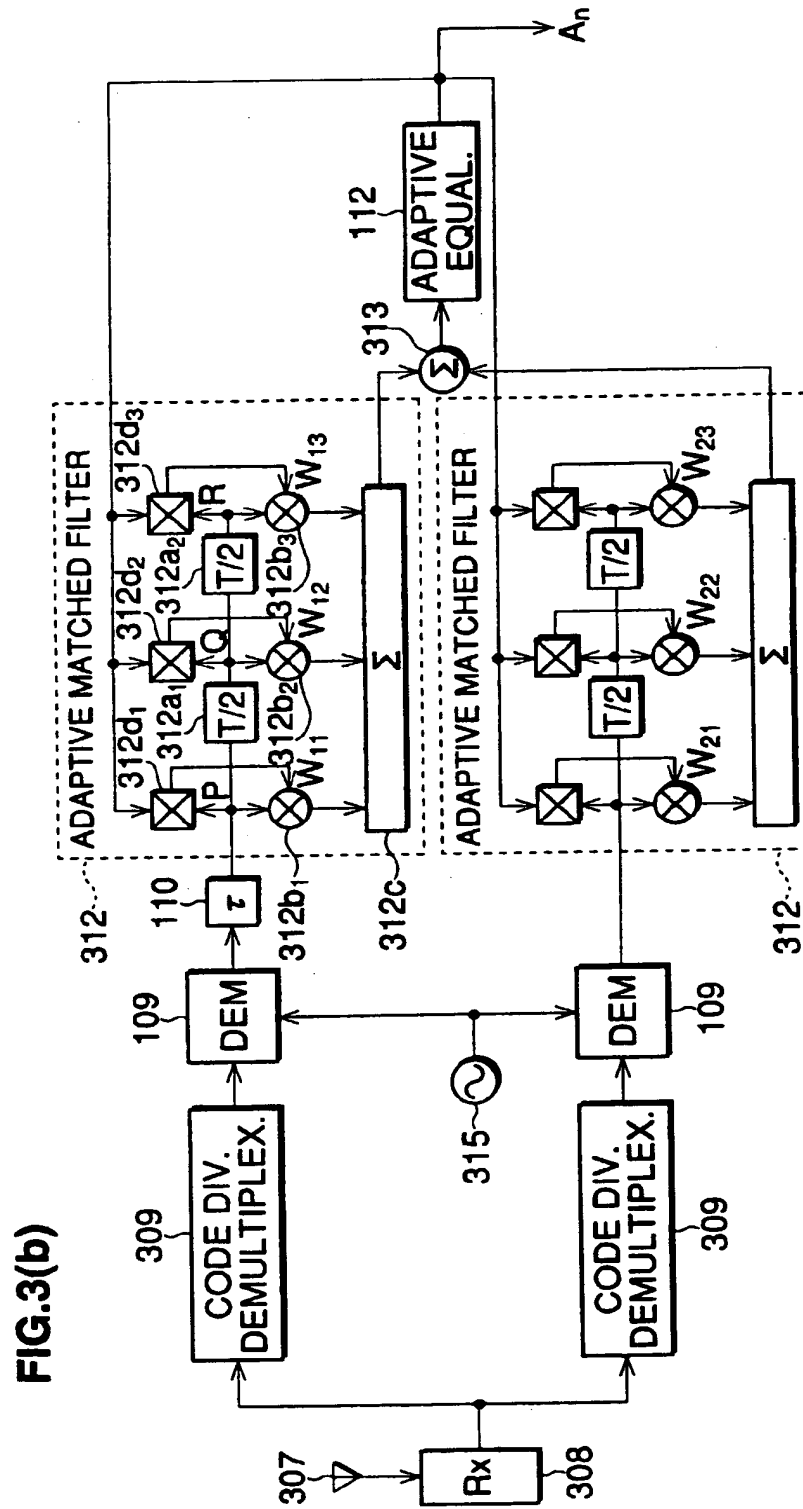 FIG.3(b)
307
Rx
308
309
CODE DIV.
DEMULTIPLEX.
CODE DIV.
DEMULTIPLEX.
309
109
DEM
315
DEM
109
110
τ
312
ADAPTIVE MATCHED FILTER
312d1
312d2
312d3
P
312a1
T/2
Q
312a2
T/2
R
312b1
W11
312b2
W12
312b3
W13
312c
Σ
313
Σ
112
ADAPTIVE
EQUAL.
An
ADAPTIVE MATCHED FILTER
T/2
T/2
W21
W22
W23
Σ
312